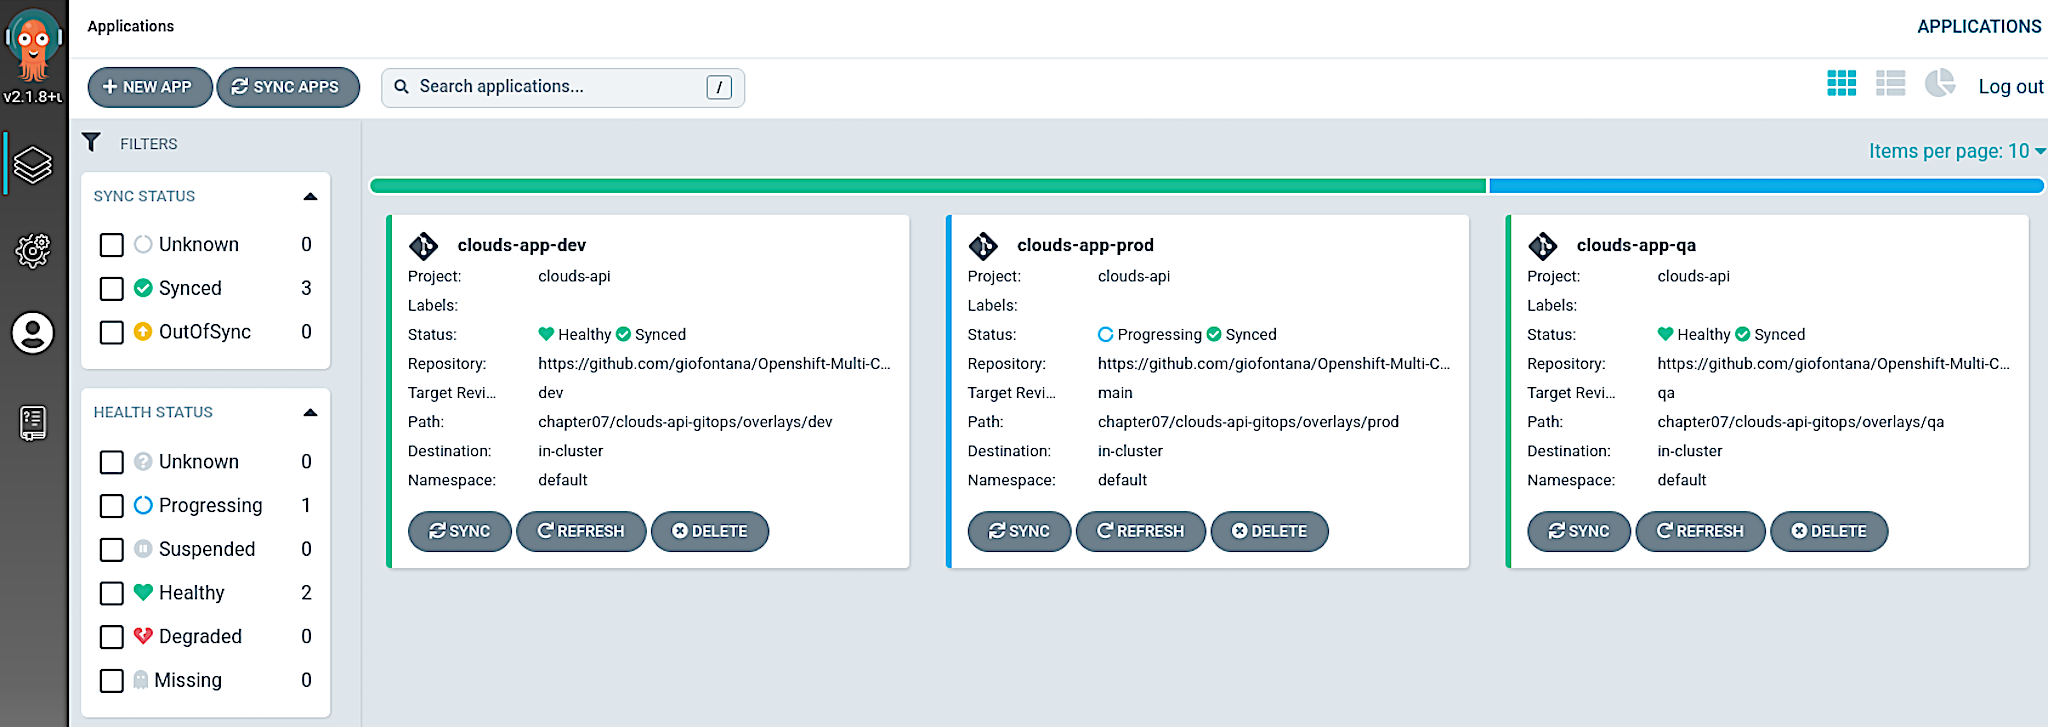 Applications
APPLICATIONS
v2.1.8+u
NEW APP
SYNC APPS
Search applications...
/
Log out
FILTERS
Items per page: 10
SYNC STATUS
Unknown 0
Synced 3
OutOfSync 0
HEALTH STATUS
Unknown 0
Progressing 1
Suspended 0
Healthy 2
Degraded 0
Missing 0
clouds-app-dev
Project: clouds-api
Labels:
Status: Healthy Synced
Repository: https://github.com/giofontana/Openshift-Multi-C...
Target Revi... dev
Path: chapter07/clouds-api-gitops/overlays/dev
Destination: in-cluster
Namespace: default
SYNC REFRESH DELETE
clouds-app-prod
Project: clouds-api
Labels:
Status: Progressing Synced
Repository: https://github.com/giofontana/Openshift-Multi-C...
Target Revi... main
Path: chapter07/clouds-api-gitops/overlays/prod
Destination: in-cluster
Namespace: default
SYNC REFRESH DELETE
clouds-app-qa
Project: clouds-api
Labels:
Status: Healthy Synced
Repository: https://github.com/giofontana/Openshift-Multi-C...
Target Revi... qa
Path: chapter07/clouds-api-gitops/overlays/qa
Destination: in-cluster
Namespace: default
SYNC REFRESH DELETE